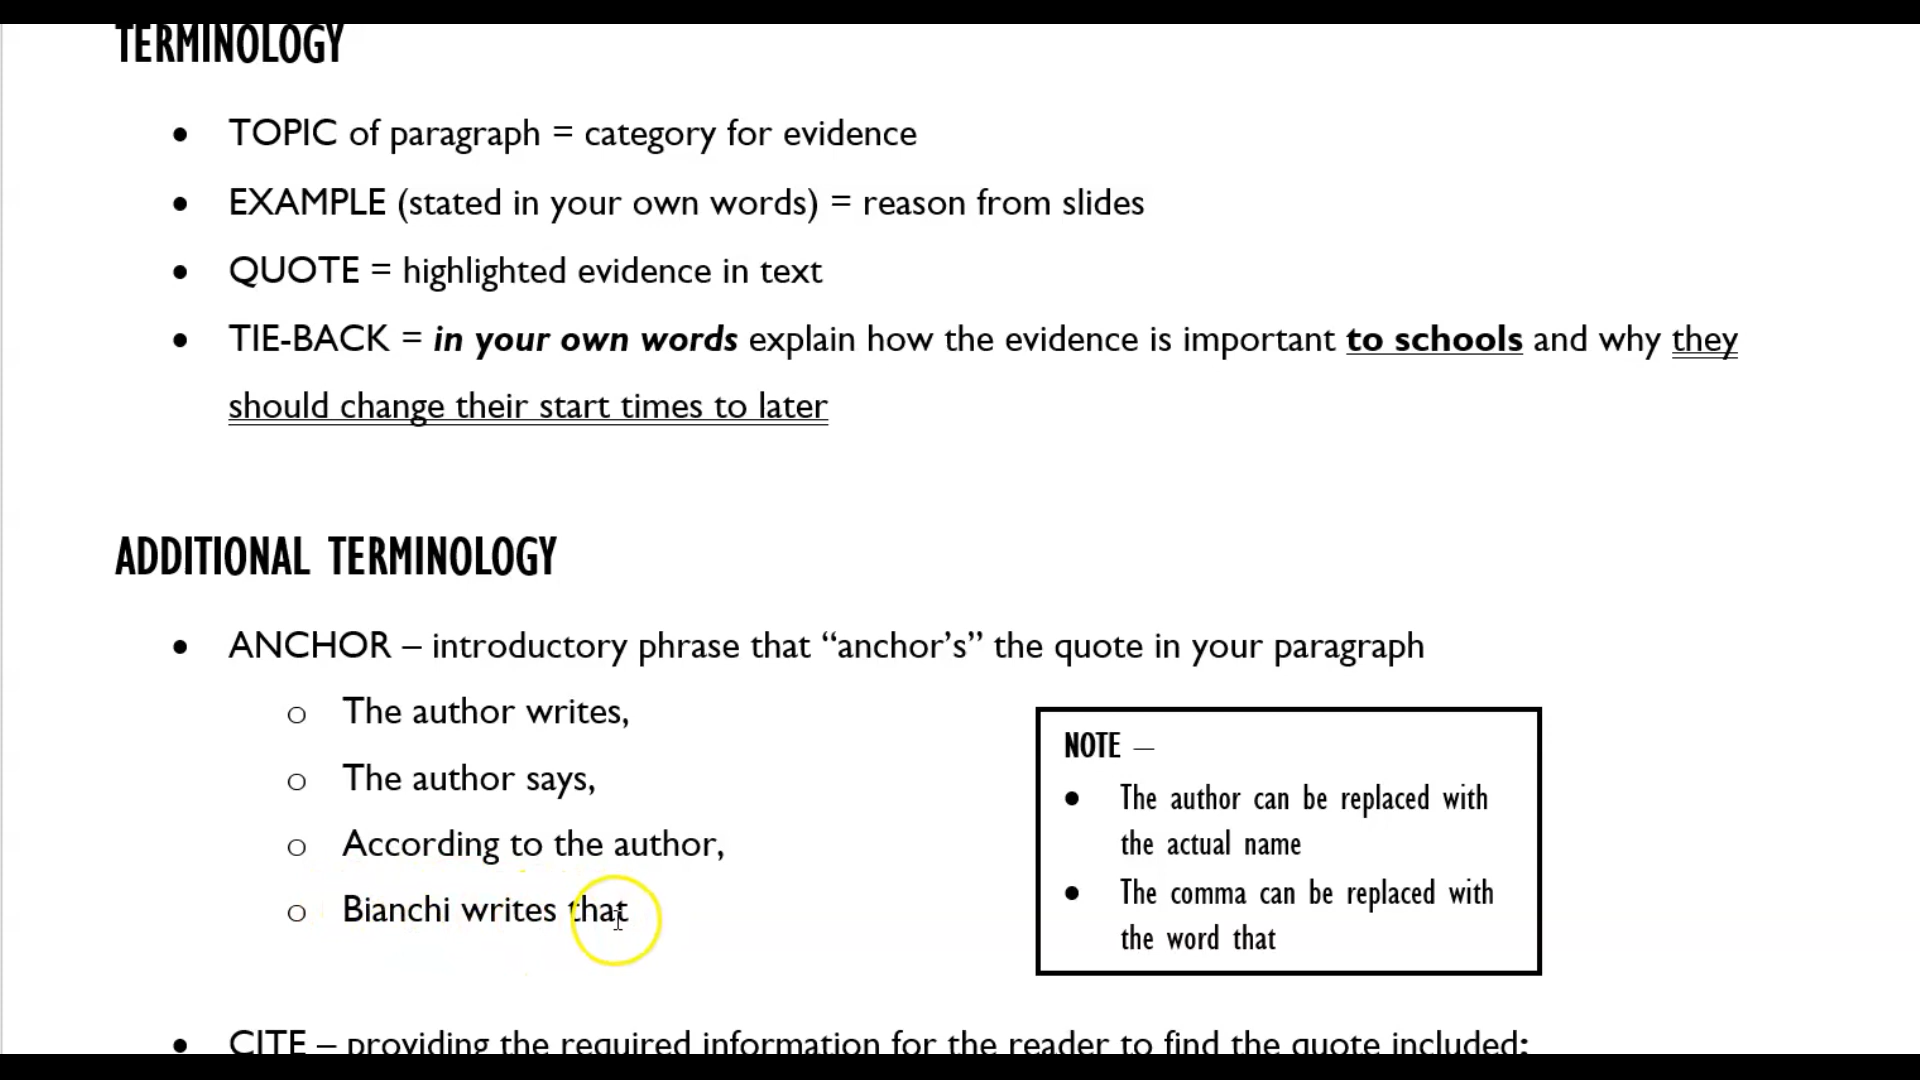 TERMINOLOGY
• TOPIC of paragraph = category for evidence
• EXAMPLE (stated in your own words) = reason from slides
• QUOTE = highlighted evidence in text
• TIE-BACK = in your own words explain how the evidence is important to schools and why they
should change their start times to later
ADDITIONAL TERMINOLOGY
• ANCHOR – introductory phrase that “anchor’s” the quote in your paragraph
o The author writes,
o The author says,
o According to the author,
o Bianchi writes that
NOTE –
• The author can be replaced with
the actual name
• The comma can be replaced with
the word that
• CITE – providing the required information for the reader to find the quote included: